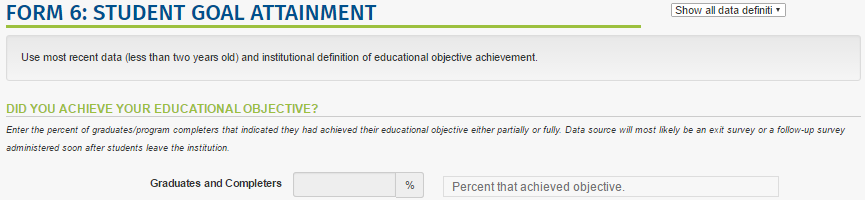 FORM 6: STUDENT GOAL ATTAINMENT
Show all data definiti
Use most recent data (less than two years old) and institutional definition of educational objective achievement.
DID YOU ACHIEVE YOUR EDUCATIONAL OBJECTIVE?
Enter the percent of graduates/program completers that indicated they had achieved their educational objective either partially or fully. Data source will most likely be an exit survey or a follow-up survey
administered soon after students leave the institution.
Graduates and Completers % Percent that achieved objective.